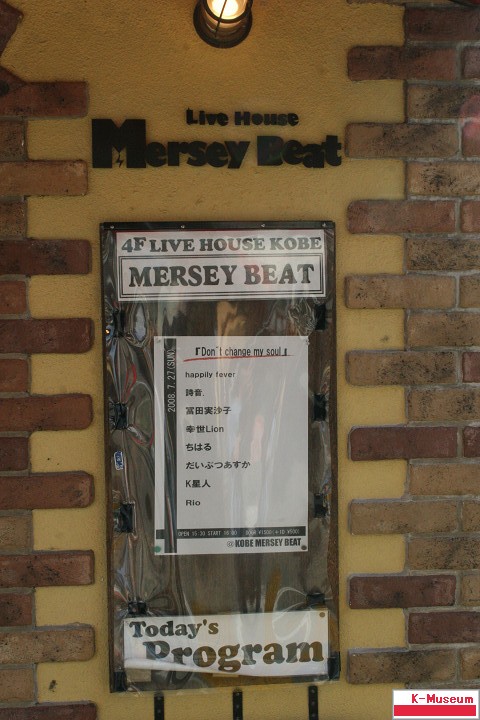 Live House
Mersey Beat
4F LIVE HOUSE KOBE
MERSEY BEAT
2008. 7. 27 (SUN)
『Don't change my soul』
happily fever
詩音.
冨田実沙子
幸世Lion
ちはる
だいぶつあすか
K星人
Rio
@ KOBE MERSEY BEAT
Today's
Program
K-Museum